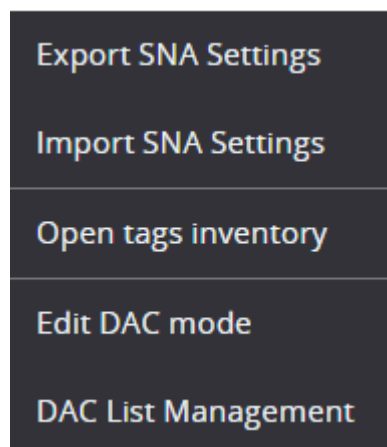 Export SNA Settings
Import SNA Settings
Open tags inventory
Edit DAC mode
DAC List Management